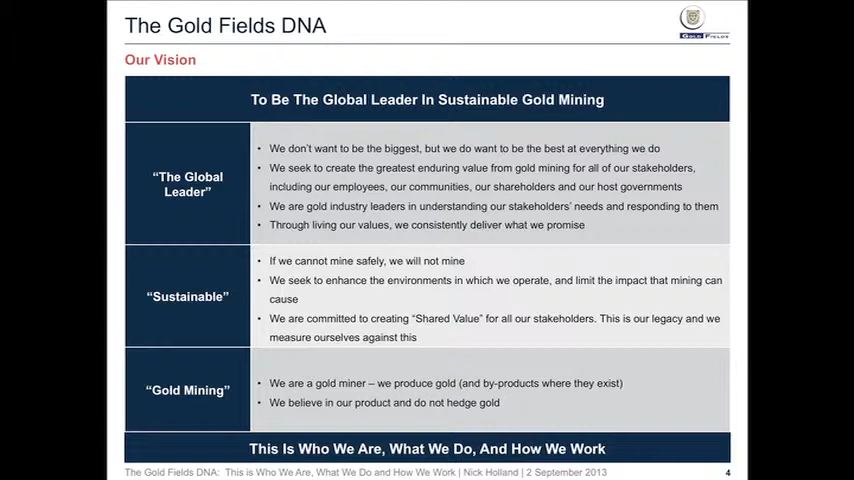 The Gold Fields DNA
GOLD FIELDS
Our Vision
To Be The Global Leader In Sustainable Gold Mining
“The Global
Leader”
• We don’t want to be the biggest, but we do want to be the best at everything we do
• We seek to create the greatest enduring value from gold mining for all of our stakeholders,
including our employees, our communities, our shareholders and our host governments
• We are gold industry leaders in understanding our stakeholders’ needs and responding to them
• Through living our values, we consistently deliver what we promise
“Sustainable”
• If we cannot mine safely, we will not mine
• We seek to enhance the environments in which we operate, and limit the impact that mining can
cause
• We are committed to creating “Shared Value” for all our stakeholders. This is our legacy and we
measure ourselves against this
“Gold Mining”
• We are a gold miner – we produce gold (and by-products where they exist)
• We believe in our product and do not hedge gold
This Is Who We Are, What We Do, And How We Work
The Gold Fields DNA: This is Who We Are, What We Do and How We Work | Nick Holland | 2 September 2013
4